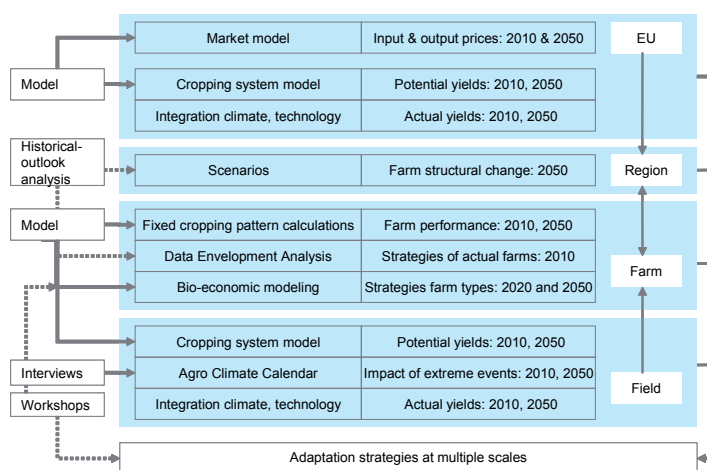 Market model Input & output prices: 2010 & 2050 EU
Model Cropping system model Potential yields: 2010, 2050
Integration climate, technology Actual yields: 2010, 2050
Historical-
outlook
analysis
Scenarios Farm structural change: 2050 Region
Model Fixed cropping pattern calculations Farm performance: 2010, 2050
Data Envelopment Analysis Strategies of actual farms: 2010
Farm
Bio-economic modeling Strategies farm types: 2020 and 2050
Cropping system model Potential yields: 2010, 2050
Interviews Agro Climate Calendar Impact of extreme events: 2010, 2050
Field
Workshops Integration climate, technology Actual yields: 2010, 2050
Adaptation strategies at multiple scales